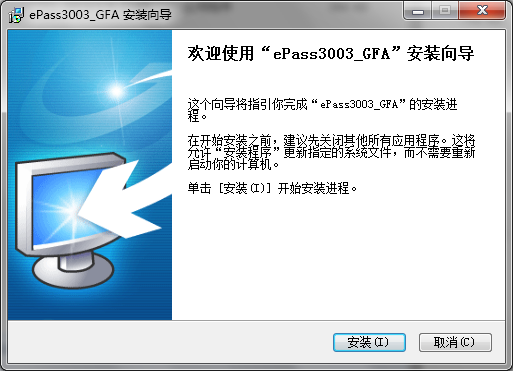 ePass3003_GFA 安装向导
欢迎使用“ePass3003_GFA”安装向导
这个向导将指引你完成“ePass3003_GFA”的安装进
程。
在开始安装之前，建议先关闭其他所有应用程序。这将
允许“安装程序”更新指定的系统文件，而不需要重新
启动你的计算机。
单击 [安装(I)] 开始安装进程。
安装(I)
取消(C)